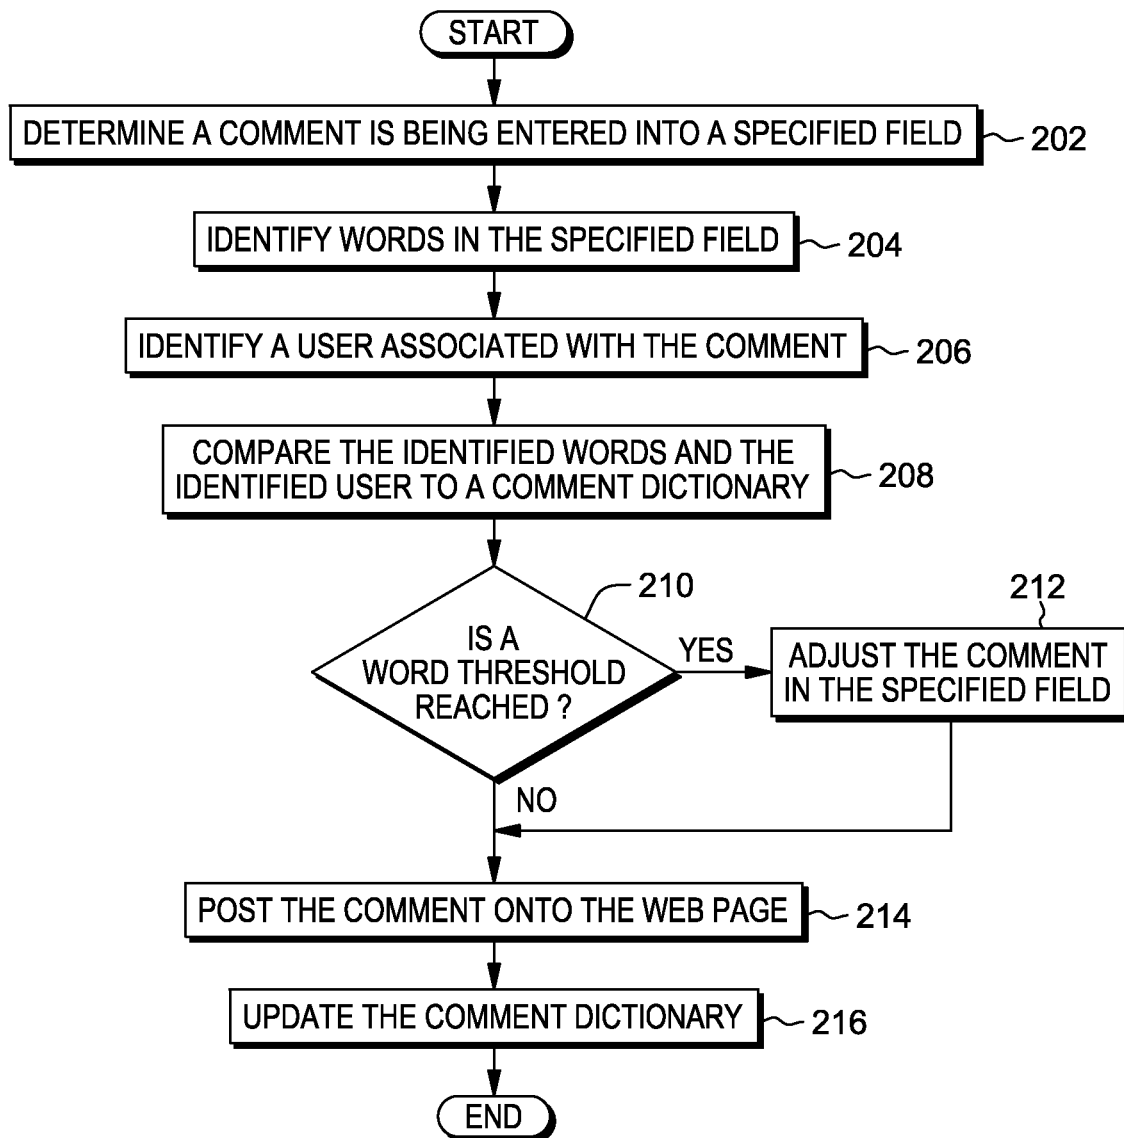 START
DETERMINE A COMMENT IS BEING ENTERED INTO A SPECIFIED FIELD
202
IDENTIFY WORDS IN THE SPECIFIED FIELD
204
IDENTIFY A USER ASSOCIATED WITH THE COMMENT
206
COMPARE THE IDENTIFIED WORDS AND THE
IDENTIFIED USER TO A COMMENT DICTIONARY
208
210
IS A
WORD THRESHOLD
REACHED ?
YES
212
ADJUST THE COMMENT
IN THE SPECIFIED FIELD
NO
POST THE COMMENT ONTO THE WEB PAGE
214
UPDATE THE COMMENT DICTIONARY
216
END